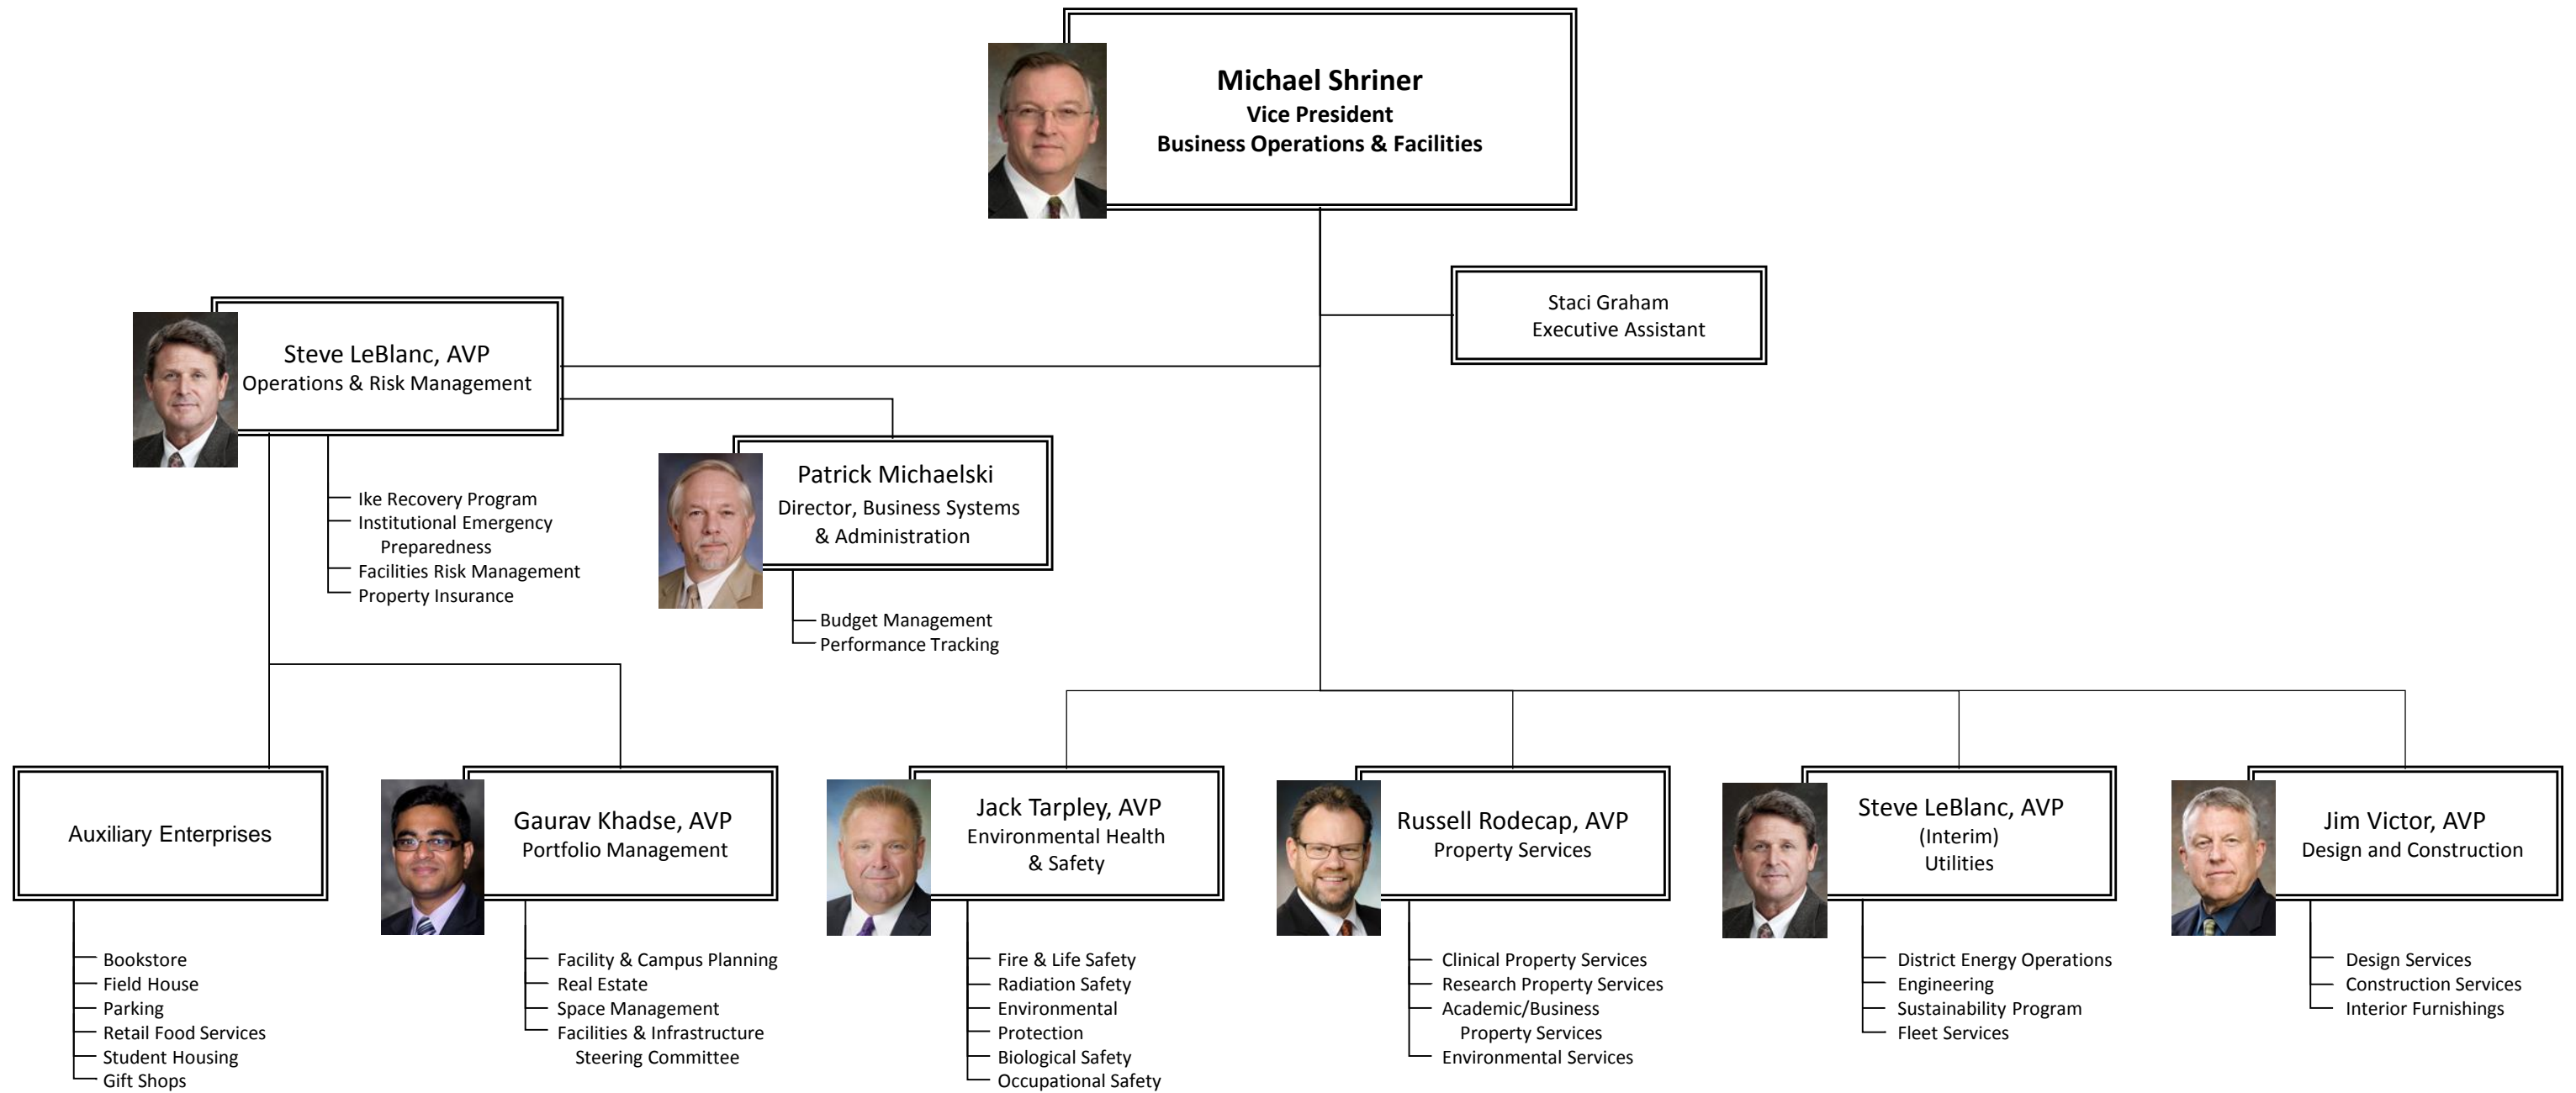 Michael Shriner
Vice President
Business Operations & Facilities
Staci Graham
Executive Assistant
Steve LeBlanc, AVP
Operations & Risk Management
Ike Recovery Program
Institutional Emergency
Preparedness
Facilities Risk Management
Property Insurance
Patrick Michaelski
Director, Business Systems
& Administration
Budget Management
Performance Tracking
Auxiliary Enterprises
Bookstore
Field House
Parking
Retail Food Services
Student Housing
Gift Shops
Gaurav Khadse, AVP
Portfolio Management
Facility & Campus Planning
Real Estate
Space Management
Facilities & Infrastructure
Steering Committee
Jack Tarpley, AVP
Environmental Health
& Safety
Fire & Life Safety
Radiation Safety
Environmental
Protection
Biological Safety
Occupational Safety
Russell Rodecap, AVP
Property Services
Clinical Property Services
Research Property Services
Academic/Business
Property Services
Environmental Services
Steve LeBlanc, AVP
(Interim)
Utilities
District Energy Operations
Engineering
Sustainability Program
Fleet Services
Jim Victor, AVP
Design and Construction
Design Services
Construction Services
Interior Furnishings